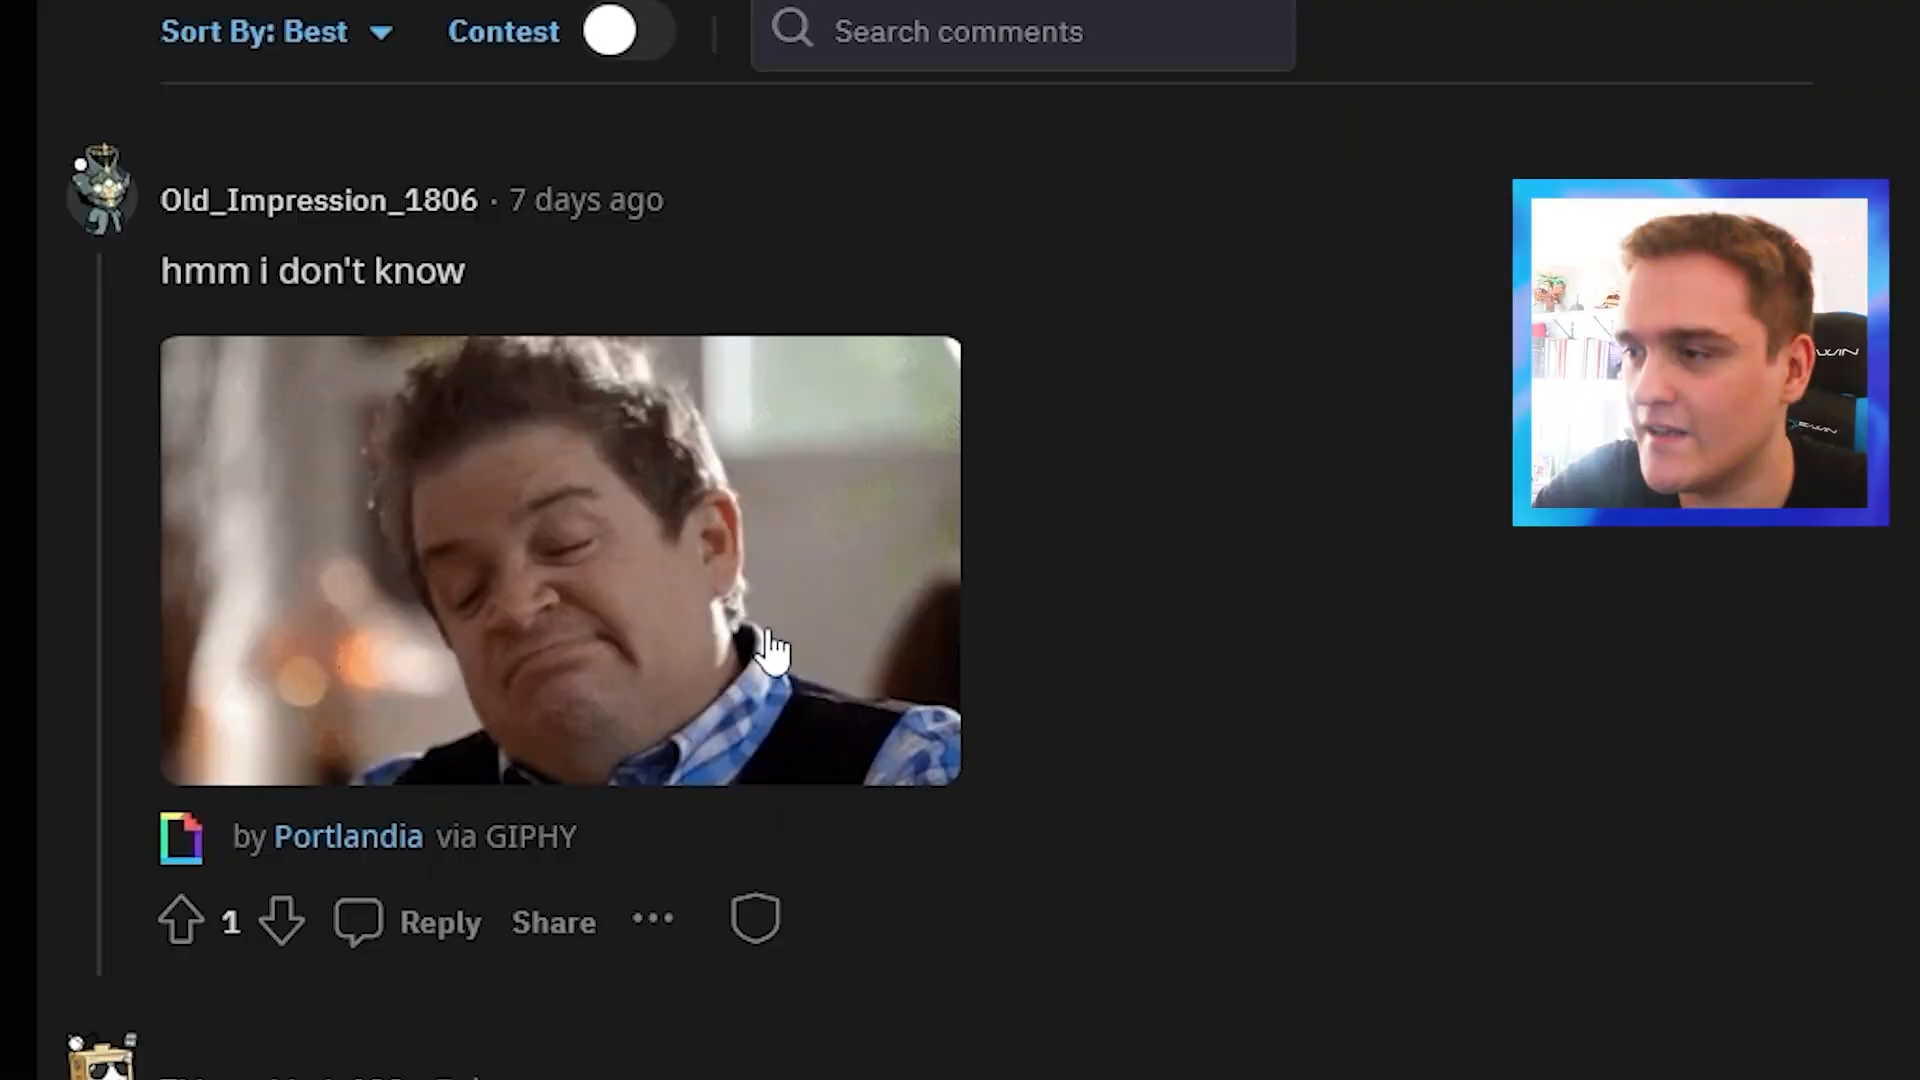 Sort By: Best
Contest
Search comments
Old_Impression_1806 · 7 days ago
hmm i don't know
by Portlandia via GIPHY
1
Reply
Share